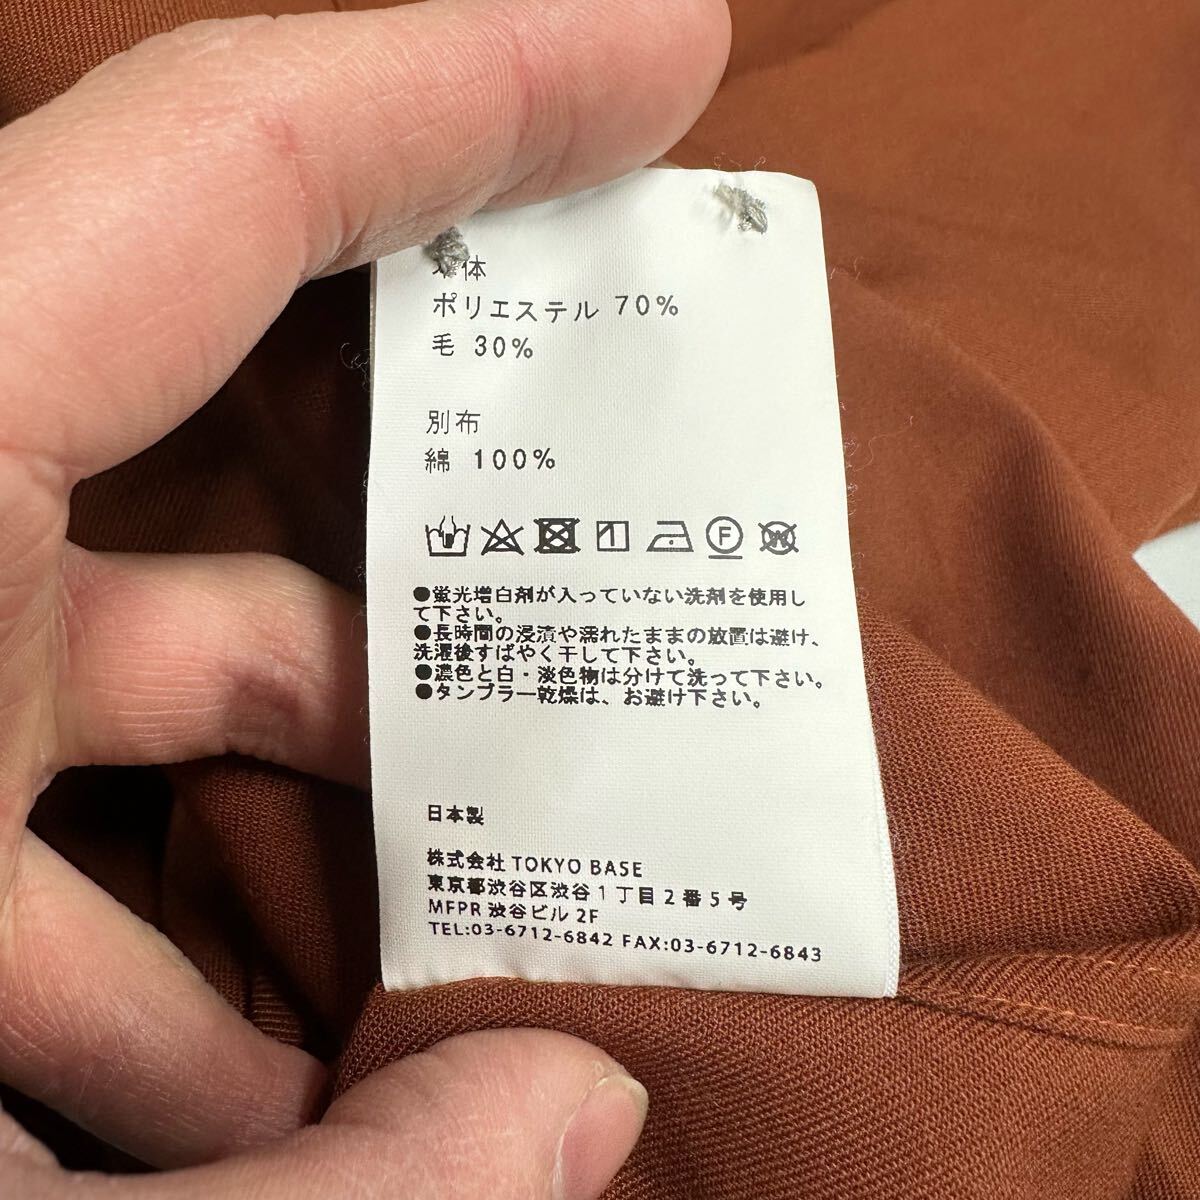 本体
ポリエステル 70%
毛 30%
別布
綿 100%
F
W
●蛍光増白剤が入っていない洗剤を使用し
て下さい。
●長時間の浸漬や濡れたままの放置は避け、
洗濯後すばやく干して下さい。
●濃色と白・淡色物は分けて洗って下さい。
●タンブラー乾燥は、お避け下さい。
日本製
株式会社 TOKYO BASE
東京都渋谷区渋谷1丁目2番5号
MFPR 渋谷ビル 2F
TEL:03-6712-6842 FAX:03-6712-6843